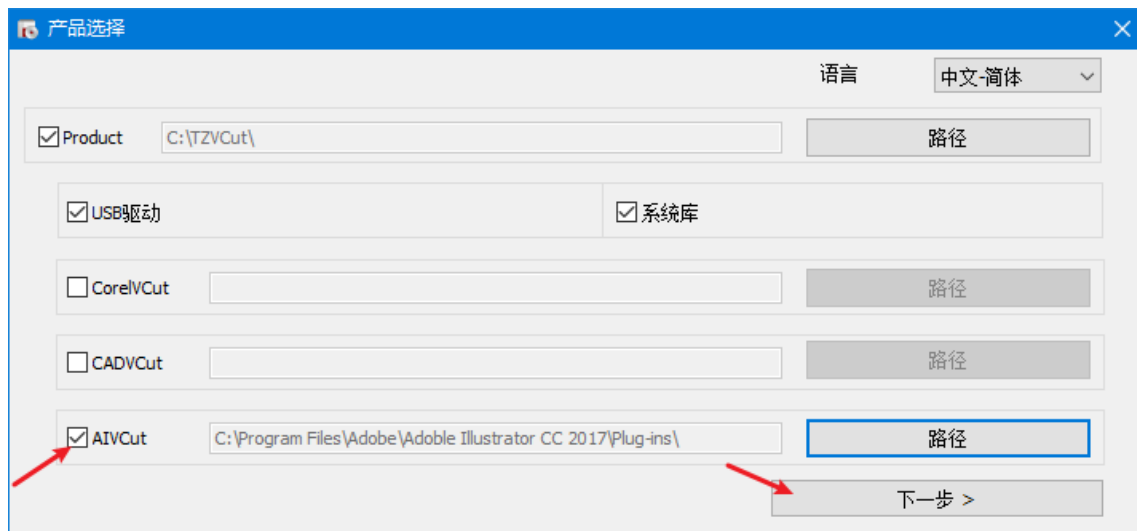 产品选择
语言 中文-简体
Product C:\TZVCut\ 路径
USB驱动 系统库
CorelVCut 路径
CADVCut 路径
AIVCut C:\Program Files\Adobe\Adoble Illustrator CC 2017\Plug-ins\ 路径
下一步 >